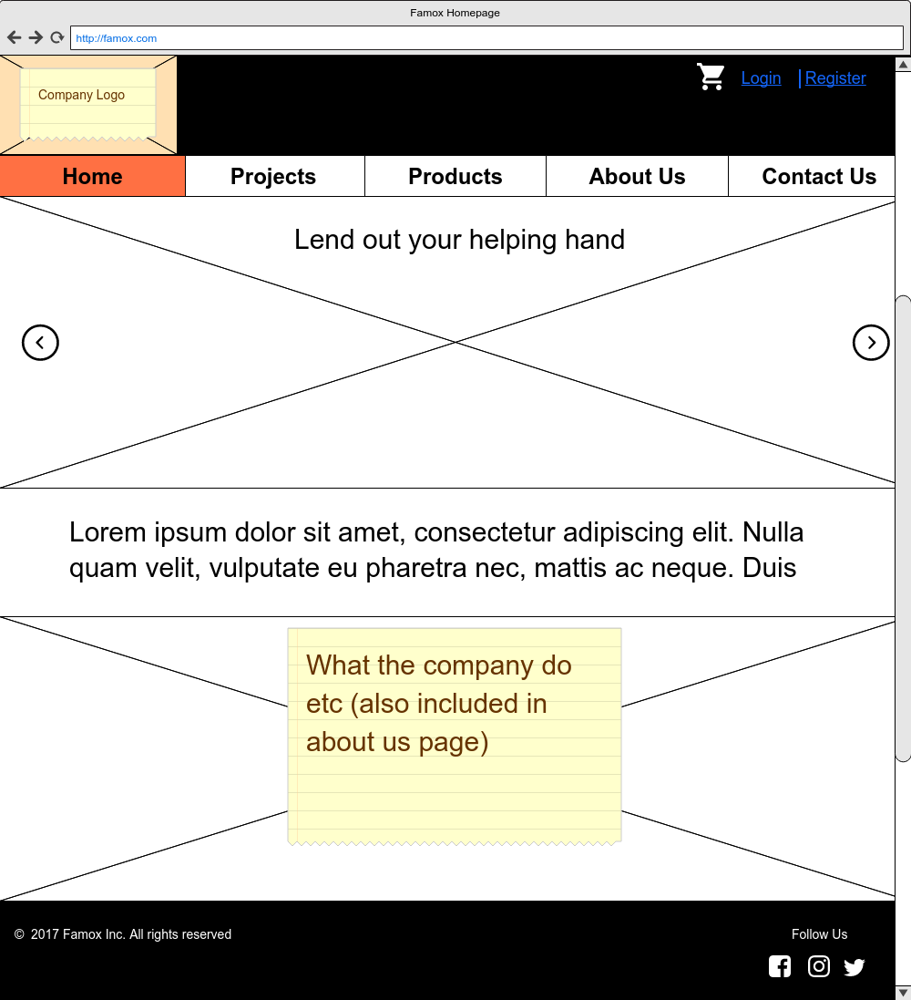 Famox Homepage
http://famox.com
Company Logo
Login | Register
Home Projects Products About Us Contact Us
Lend out your helping hand
Lorem ipsum dolor sit amet, consectetur adipiscing elit. Nulla
quam velit, vulputate eu pharetra nec, mattis ac neque. Duis
What the company do
etc (also included in
about us page)
© 2017 Famox Inc. All rights reserved
Follow Us